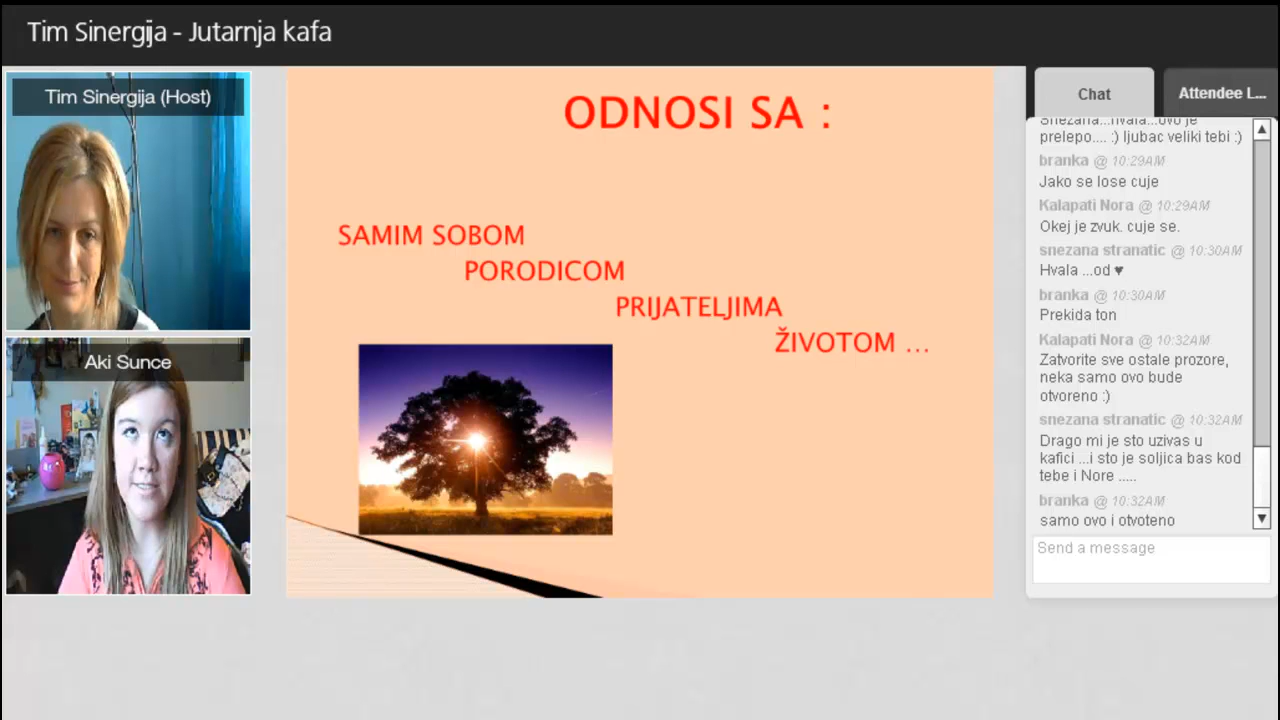 Tim Sinergija - Jutarnja kafa
Tim Sinergija (Host)
Aki Sunce
ODNOSI SA :
SAMIM SOBOM
PORODICOM
PRIJATELJIMA
ŽIVOTOM ...
Chat
Attendee L...
Snezana...hvala...ovo je
prelepo.... :) ljubac veliki tebi :)
branka @ 10:29AM
Jako se lose cuje
Kalapati Nora @ 10:29AM
Okej je zvuk. cuje se.
snezana stranatic @ 10:30AM
Hvala ...od ♥
branka @ 10:30AM
Prekida ton
Kalapati Nora @ 10:32AM
Zatvorite sve ostale prozore,
neka samo ovo bude
otvoreno :)
snezana stranatic @ 10:32AM
Drago mi je sto uzivas u
kafici ...i sto je soljica bas kod
tebe i Nore .....
branka @ 10:32AM
samo ovo i otvoteno
Send a message